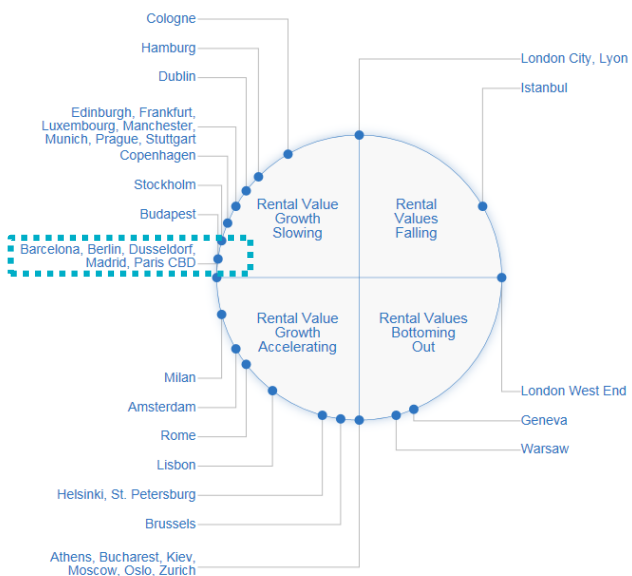 Cologne
Hamburg
Dublin
Edinburgh, Frankfurt,
Luxembourg, Manchester,
Munich, Prague, Stuttgart
Copenhagen
Stockholm
Budapest
Barcelona, Berlin, Dusseldorf,
Madrid, Paris CBD
Milan
Amsterdam
Rome
Lisbon
Helsinki, St. Petersburg
Brussels
Athens, Bucharest, Kiev,
Moscow, Oslo, Zurich
Rental Value
Growth
Slowing
Rental
Values
Falling
Rental Value
Growth
Accelerating
Rental Values
Bottoming
Out
London City, Lyon
Istanbul
London West End
Geneva
Warsaw